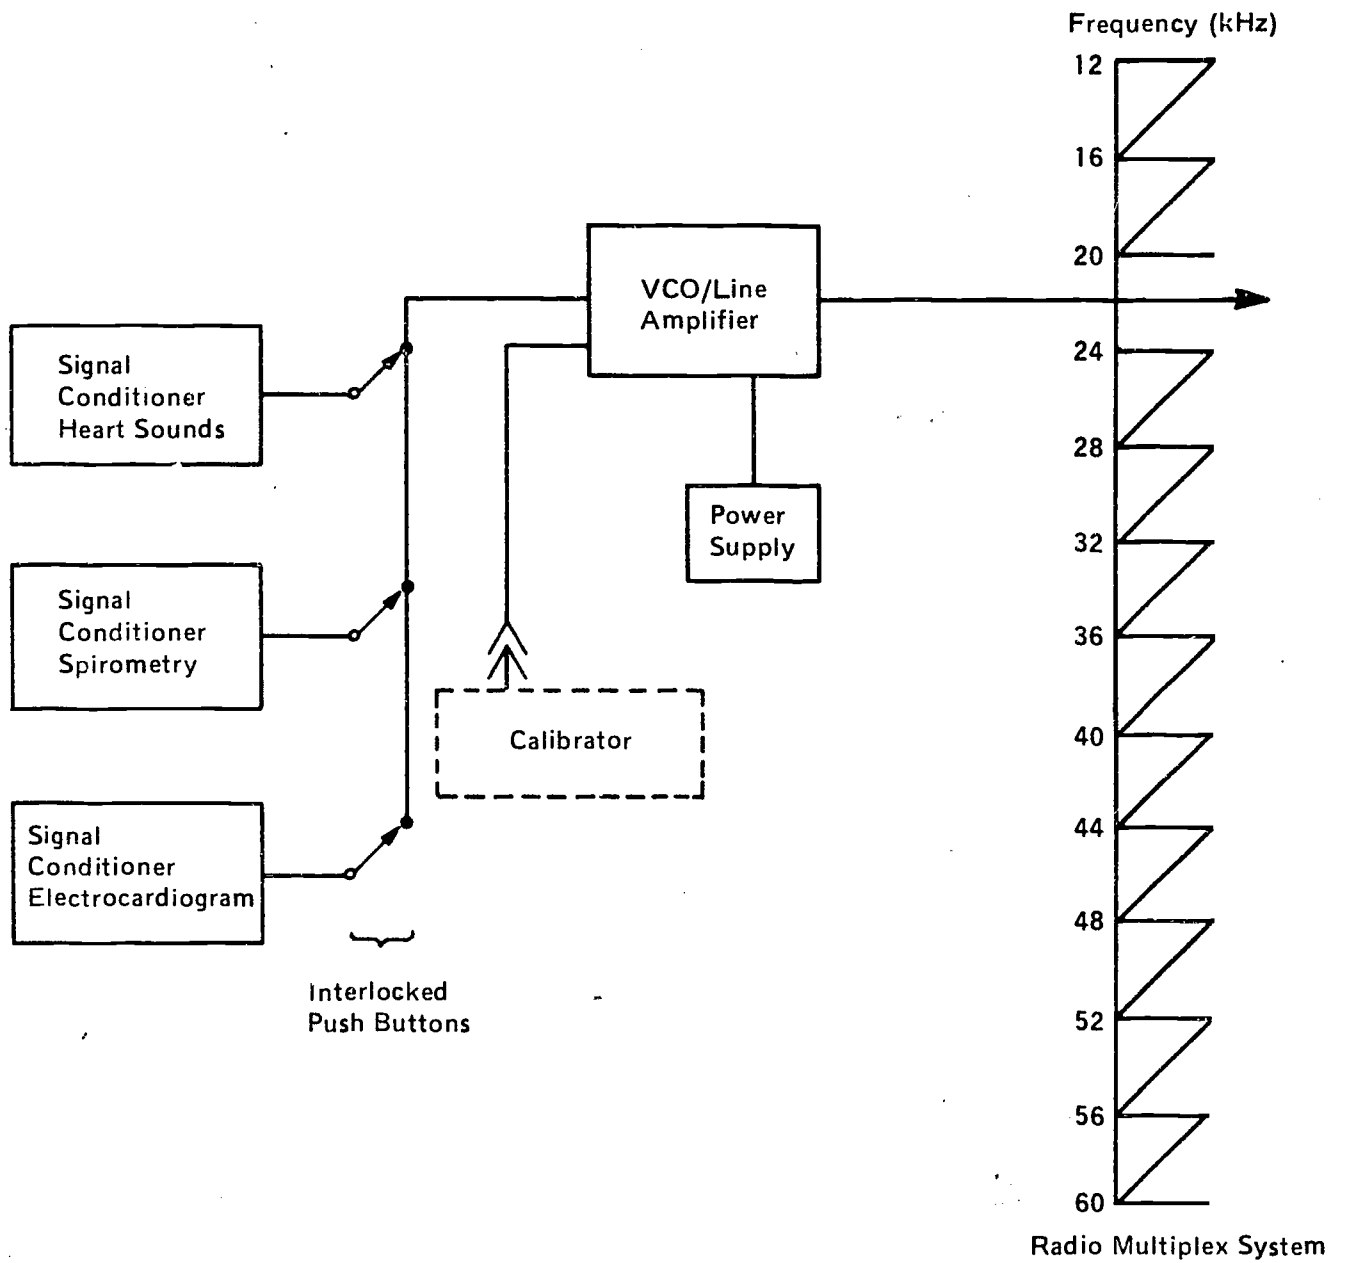 Frequency (kHz)
12
16
20
24
28
32
36
40
44
48
52
56
60
Radio Multiplex System
VCO/Line
Amplifier
Power
Supply
Signal
Conditioner
Heart Sounds
Signal
Conditioner
Spirometry
Calibrator
Signal
Conditioner
Electrocardiogram
Interlocked
Push Buttons